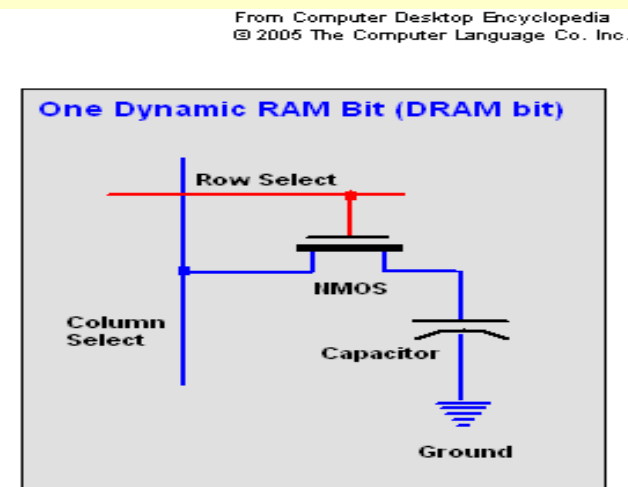 From Computer Desktop Encyclopedia
© 2005 The Computer Language Co. Inc.
One Dynamic RAM Bit (DRAM bit)
Row Select
NMOS
Column
Select
Capacitor
Ground